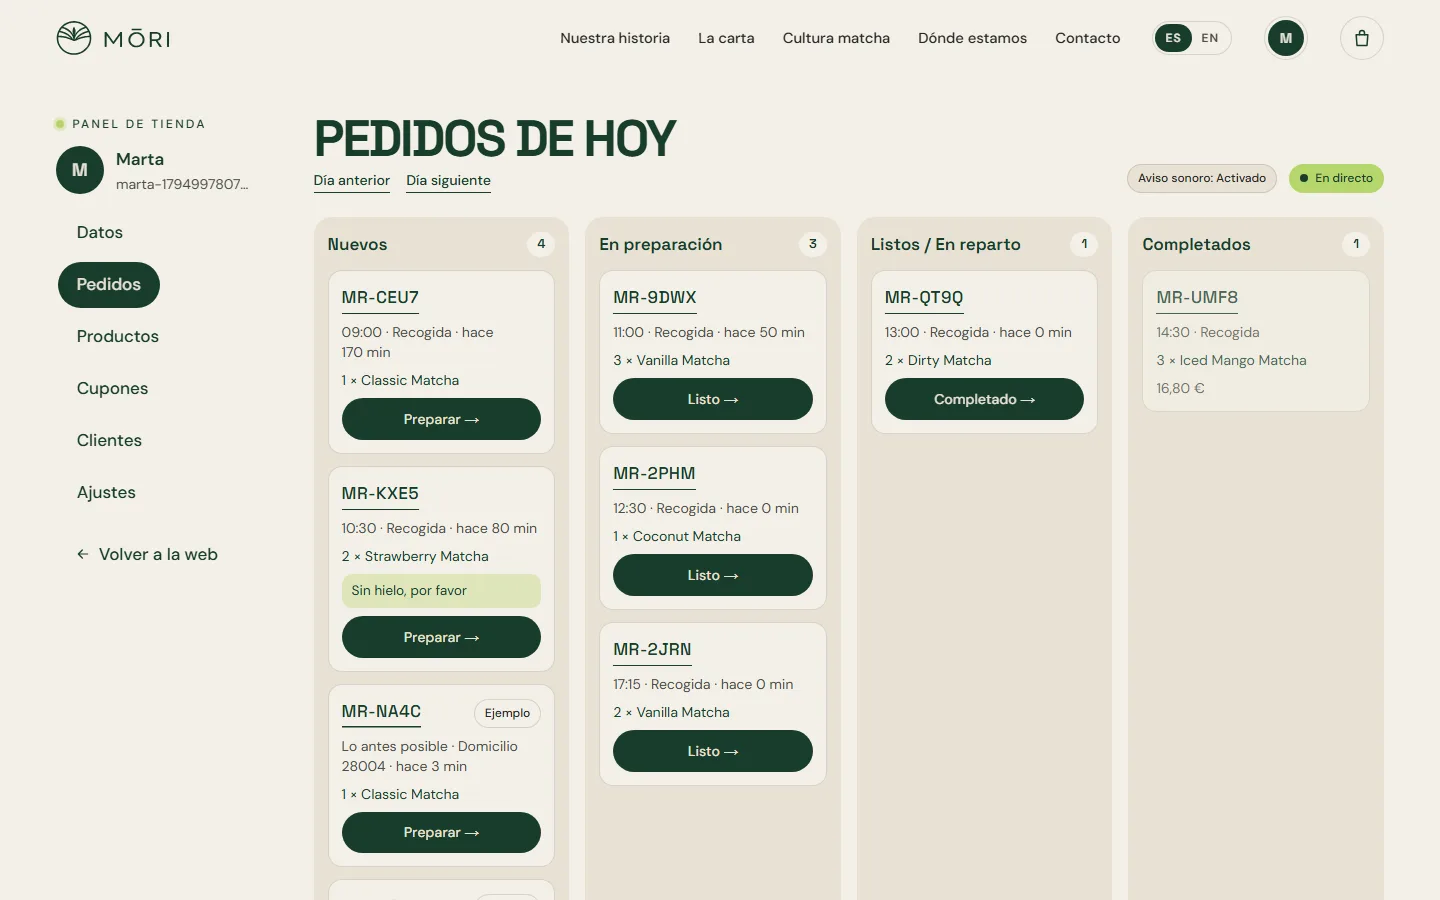 MŌRI
Nuestra historia
La carta
Cultura matcha
Dónde estamos
Contacto
ES
EN
M
PANEL DE TIENDA
M
Marta
marta-1794997807…
Datos
Pedidos
Productos
Cupones
Clientes
Ajustes
← Volver a la web
PEDIDOS DE HOY
Día anterior
Día siguiente
Aviso sonoro: Activado
En directo
Nuevos
4
MR-CEU7
09:00 · Recogida · hace
170 min
1 × Classic Matcha
Preparar →
MR-KXE5
10:30 · Recogida · hace 80 min
2 × Strawberry Matcha
Sin hielo, por favor
Preparar →
MR-NA4C
Ejemplo
Lo antes posible · Domicilio
28004 · hace 3 min
1 × Classic Matcha
Preparar →
En preparación
3
MR-9DWX
11:00 · Recogida · hace 50 min
3 × Vanilla Matcha
Listo →
MR-2PHM
12:30 · Recogida · hace 0 min
1 × Coconut Matcha
Listo →
MR-2JRN
17:15 · Recogida · hace 0 min
2 × Vanilla Matcha
Listo →
Listos / En reparto
1
MR-QT9Q
13:00 · Recogida · hace 0 min
2 × Dirty Matcha
Completado →
Completados
1
MR-UMF8
14:30 · Recogida
3 × Iced Mango Matcha
16,80 €